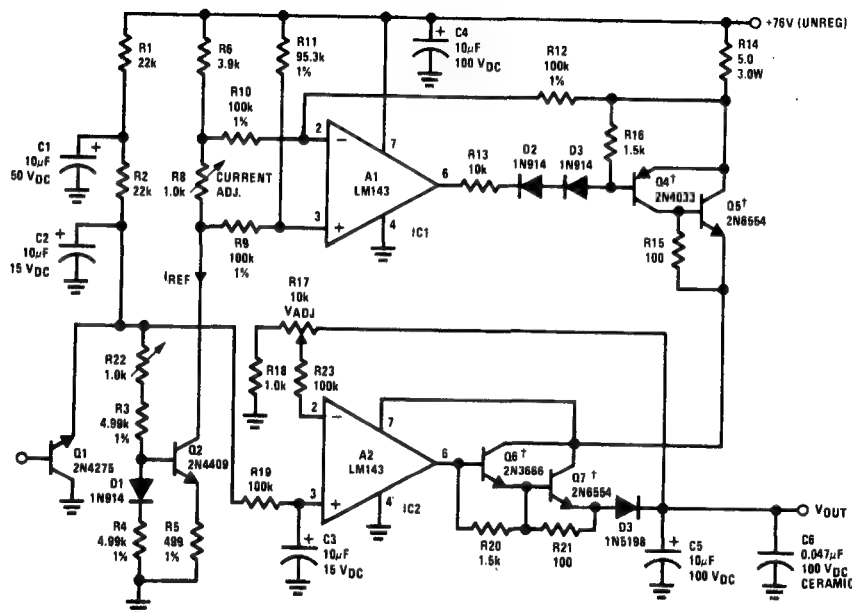 +76V (UNREG)
R1
22k
R6
3.9k
R11
95.3k
1%
C4
10µF
100 VDC
R12
100k
1%
R14
5.0
3.0W
R10
100k
1%
C1
10µF
50 VDC
R2
22k
R8
1.0k
CURRENT
ADJ.
2
7
A1
LM143
6
3
4
IC1
R13
10k
D2
1N914
D3
1N914
R16
1.5k
Q4†
2N4033
Q5†
2N6554
R9
100k
1%
C2
10µF
15 VDC
R15
100
IREF
R17
10k
VADJ
R22
1.0k
R18
1.0k
R23
100k
R3
4.99k
1%
2
7
A2
LM143
6
3
4
IC2
Q1
2N4275
Q2
2N4409
Q6†
2N3666
Q7†
2N6554
D1
1N914
R19
100k
D3
1N5198
VOUT
R4
4.99k
1%
R5
499
1%
C3
10µF
15 VDC
R20
1.5k
R21
100
C5
10µF
100 VDC
C6
0.047µF
100 VDC
CERAMIC